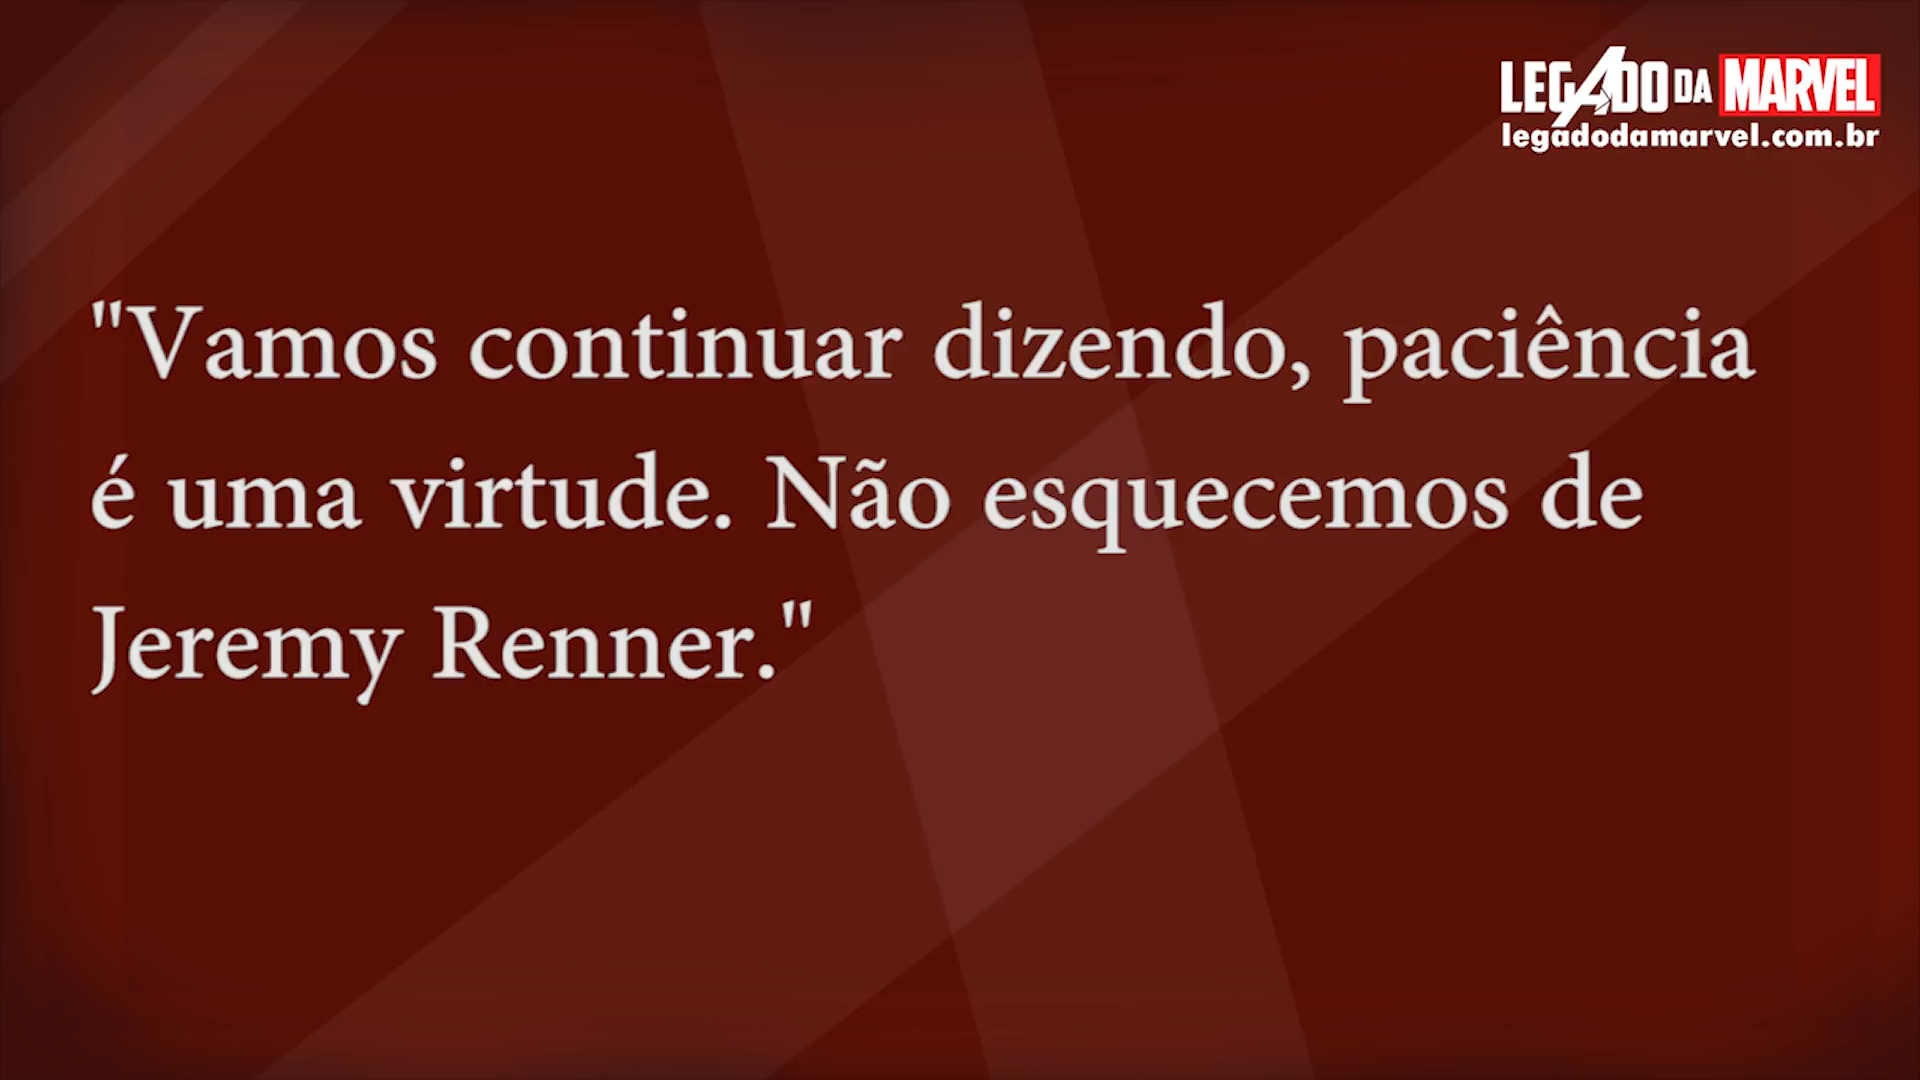 LEGADO DA MARVEL
legadodamarvel.com.br
"Vamos continuar dizendo, paciência
é uma virtude. Não esquecemos de
Jeremy Renner."